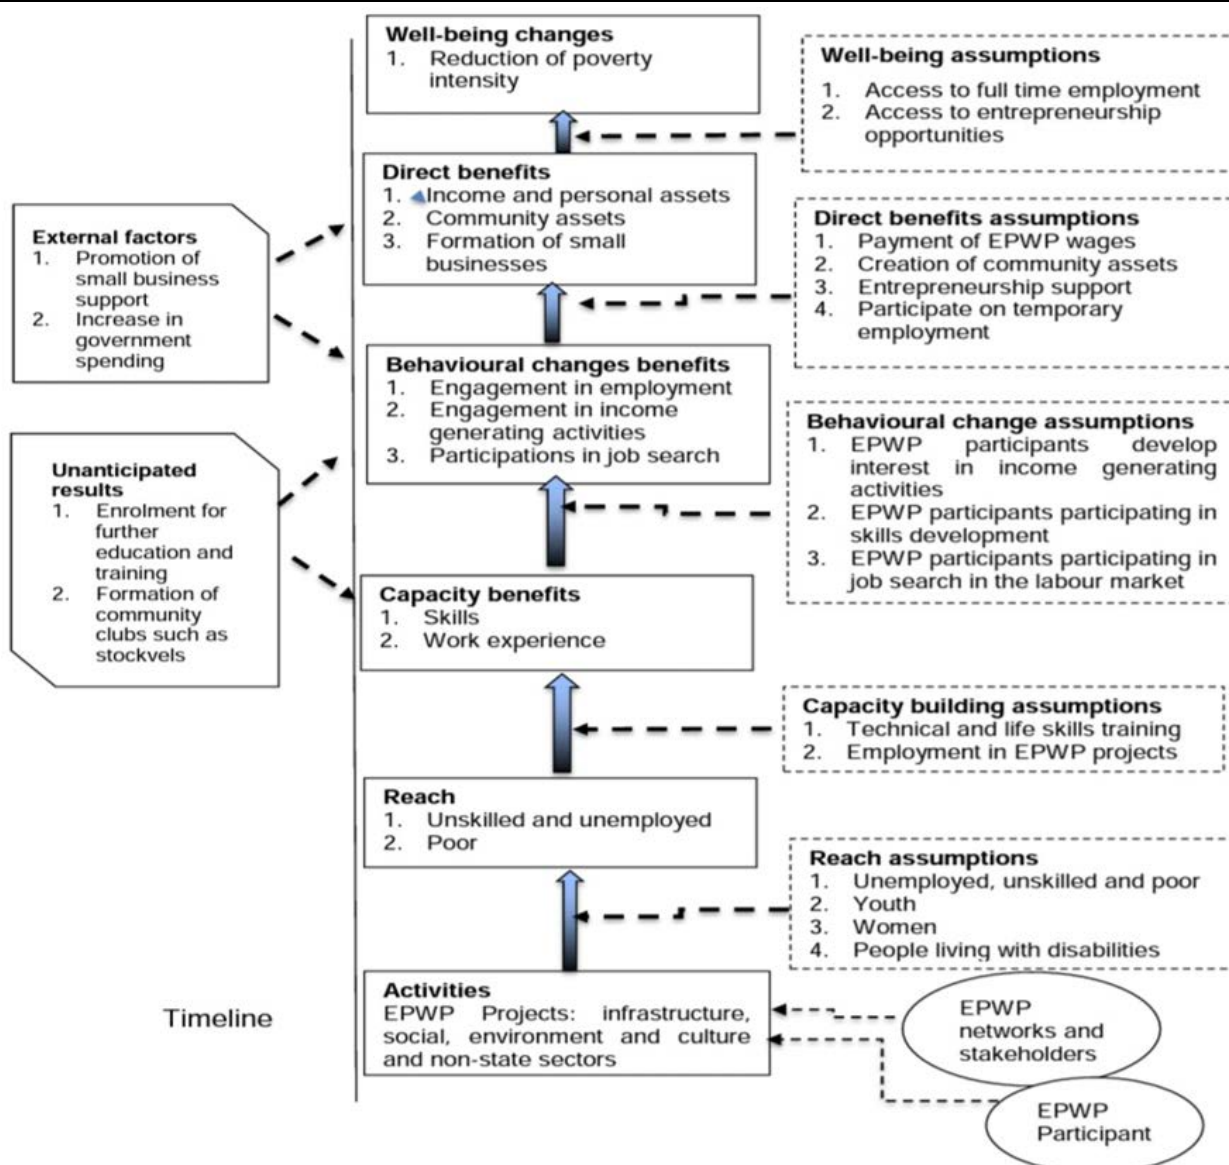 Well-being changes
1. Reduction of poverty
intensity
Well-being assumptions
1. Access to full time employment
2. Access to entrepreneurship
opportunities
Direct benefits
1. Income and personal assets
2. Community assets
3. Formation of small
businesses
External factors
1. Promotion of
small business
support
2. Increase in
government
spending
Direct benefits assumptions
1. Payment of EPWP wages
2. Creation of community assets
3. Entrepreneurship support
4. Participate on temporary
employment
Behavioural changes benefits
1. Engagement in employment
2. Engagement in income
generating activities
3. Participations in job search
Behavioural change assumptions
1. EPWP participants develop
interest in income generating
activities
2. EPWP participants participating in
skills development
3. EPWP participants participating in
job search in the labour market
Unanticipated
results
1. Enrolment for
further
education and
training
2. Formation of
community
clubs such as
stockvels
Capacity benefits
1. Skills
2. Work experience
Capacity building assumptions
1. Technical and life skills training
2. Employment in EPWP projects
Reach
1. Unskilled and unemployed
2. Poor
Reach assumptions
1. Unemployed, unskilled and poor
2. Youth
3. Women
4. People living with disabilities
Activities
EPWP Projects: infrastructure,
social, environment and culture
and non-state sectors
Timeline
EPWP
networks and
stakeholders
EPWP
Participant